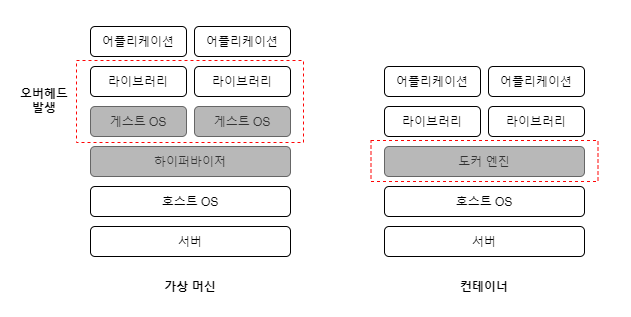 어플리케이션 어플리케이션
오버헤드
발생
라이브러리 라이브러리
게스트 OS 게스트 OS
하이퍼바이저
호스트 OS
서버
가상 머신
어플리케이션 어플리케이션
라이브러리 라이브러리
도커 엔진
호스트 OS
서버
컨테이너